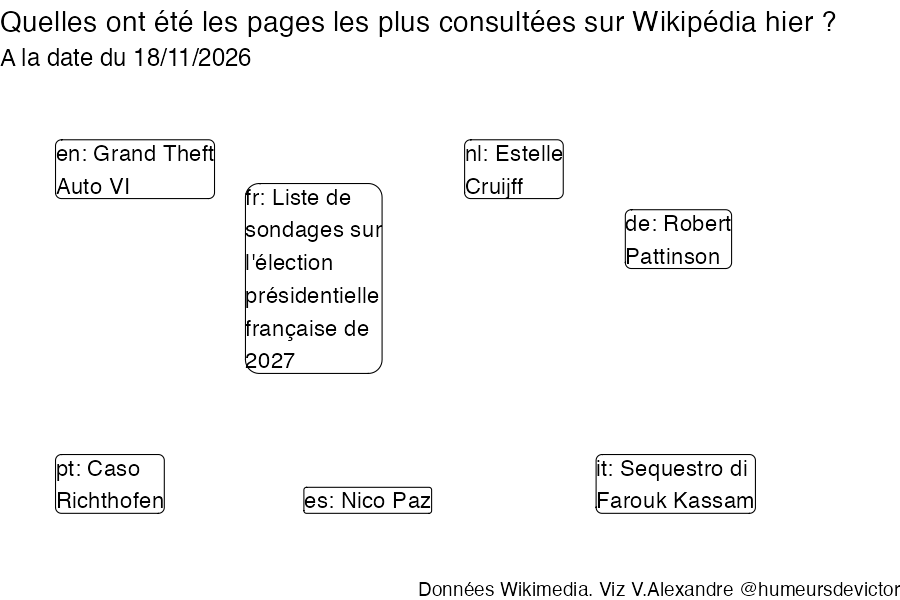 Quelles ont été les pages les plus consultées sur Wikipédia hier ?
A la date du 18/11/2026
en: Grand Theft
Auto VI
fr: Liste de
sondages sur
l'élection
présidentielle
française de
2027
nl: Estelle
Cruijff
de: Robert
Pattinson
pt: Caso
Richthofen
es: Nico Paz
it: Sequestro di
Farouk Kassam
Données Wikimedia. Viz V.Alexandre @humeursdevictor